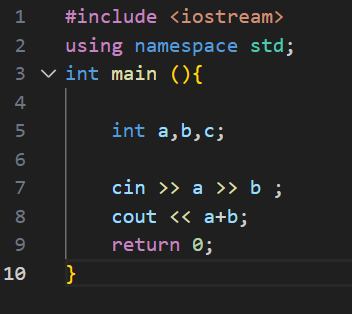 1 #include <iostream>
2 using namespace std;
3 int main (){
4
5 int a,b,c;
6
7 cin >> a >> b ;
8 cout << a+b;
9 return 0;
10 }